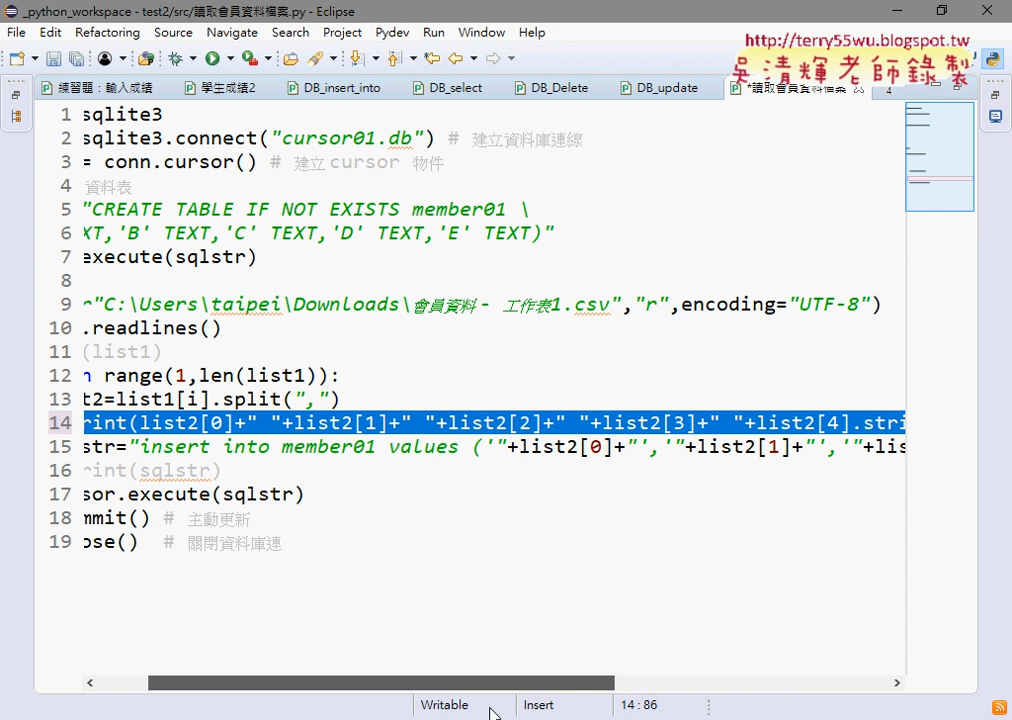 _python_workspace - test2/src/讀取會員資料檔案.py - Eclipse
File Edit Refactoring Source Navigate Search Project Pydev Run Window Help
http://terry55wu.blogspot.tw
吳清輝老師錄製
練習題：輸入成績 學生成績2 DB_insert_into DB_select DB_Delete DB_update *讀取會員資料檔案
1 sqlite3
2 sqlite3.connect("cursor01.db") # 建立資料庫連線
3 = conn.cursor() # 建立 cursor 物件
4 資料表
5 "CREATE TABLE IF NOT EXISTS member01 \
6 XT,'B' TEXT,'C' TEXT,'D' TEXT,'E' TEXT)"
7 execute(sqlstr)
8
9 r"C:\Users\taipei\Downloads\會員資料 - 工作表1.csv","r",encoding="UTF-8")
10 .readlines()
11 (list1)
12 n range(1,len(list1)):
13 t2=list1[i].split(",")
14 rint(list2[0]+" "+list2[1]+" "+list2[2]+" "+list2[3]+" "+list2[4].stri
15 str="insert into member01 values ('"+list2[0]+"','"+list2[1]+"','"+lis
16 rint(sqlstr)
17 sor.execute(sqlstr)
18 mmit() # 主動更新
19 ose() # 關閉資料庫連
Writable Insert 14 : 86